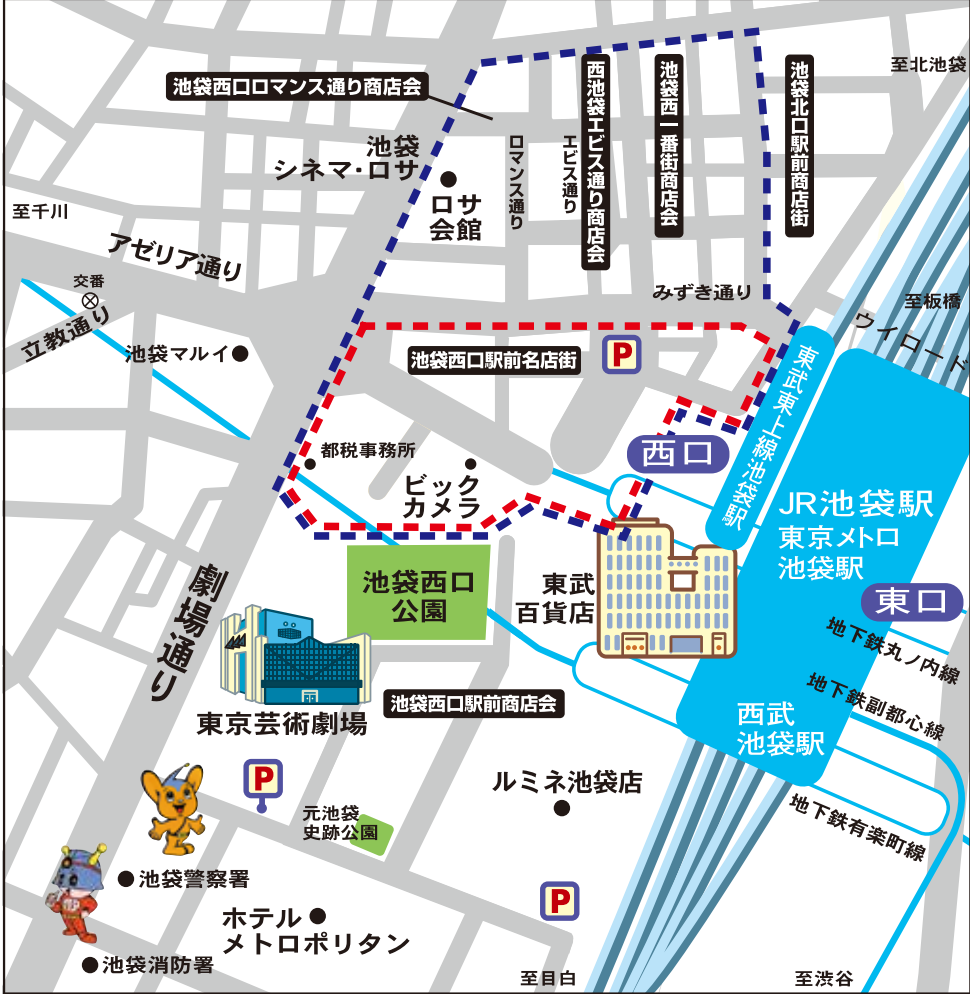 至北池袋
池袋西口ロマンス通り商店会
西池袋エビス通り商店会
池袋西一番街商店会
池袋北口駅前商店街
池袋
シネマ・ロサ
ロマンス通り
エビス通り
ロサ
会館
至千川
アゼリア通り
交番
立教通り
みずき通り
至板橋
ウイロード
池袋マルイ
池袋西口駅前名店街
P
東武東上線池袋駅
都税事務所
西口
ビック
カメラ
JR池袋駅
東京メトロ
池袋駅
劇場通り
池袋西口
公園
東武
百貨店
東口
地下鉄丸ノ内線
地下鉄副都心線
池袋西口駅前商店会
東京芸術劇場
西武
池袋駅
P
ルミネ池袋店
元池袋
史跡公園
地下鉄有楽町線
池袋警察署
P
ホテル
メトロポリタン
池袋消防署
至目白
至渋谷